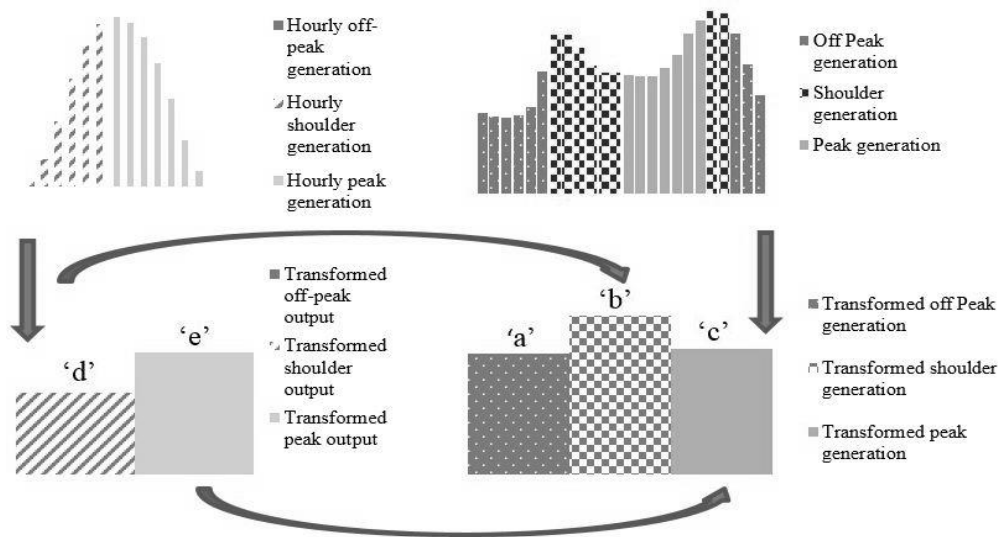 Hourly off-
peak
generation
Hourly
shoulder
generation
Hourly peak
generation
Off Peak
generation
Shoulder
generation
Peak generation
'd'
'e'
Transformed
off-peak
output
Transformed
shoulder
output
Transformed
peak output
'a'
'b'
'c'
Transformed off Peak
generation
Transformed shoulder
generation
Transformed peak
generation